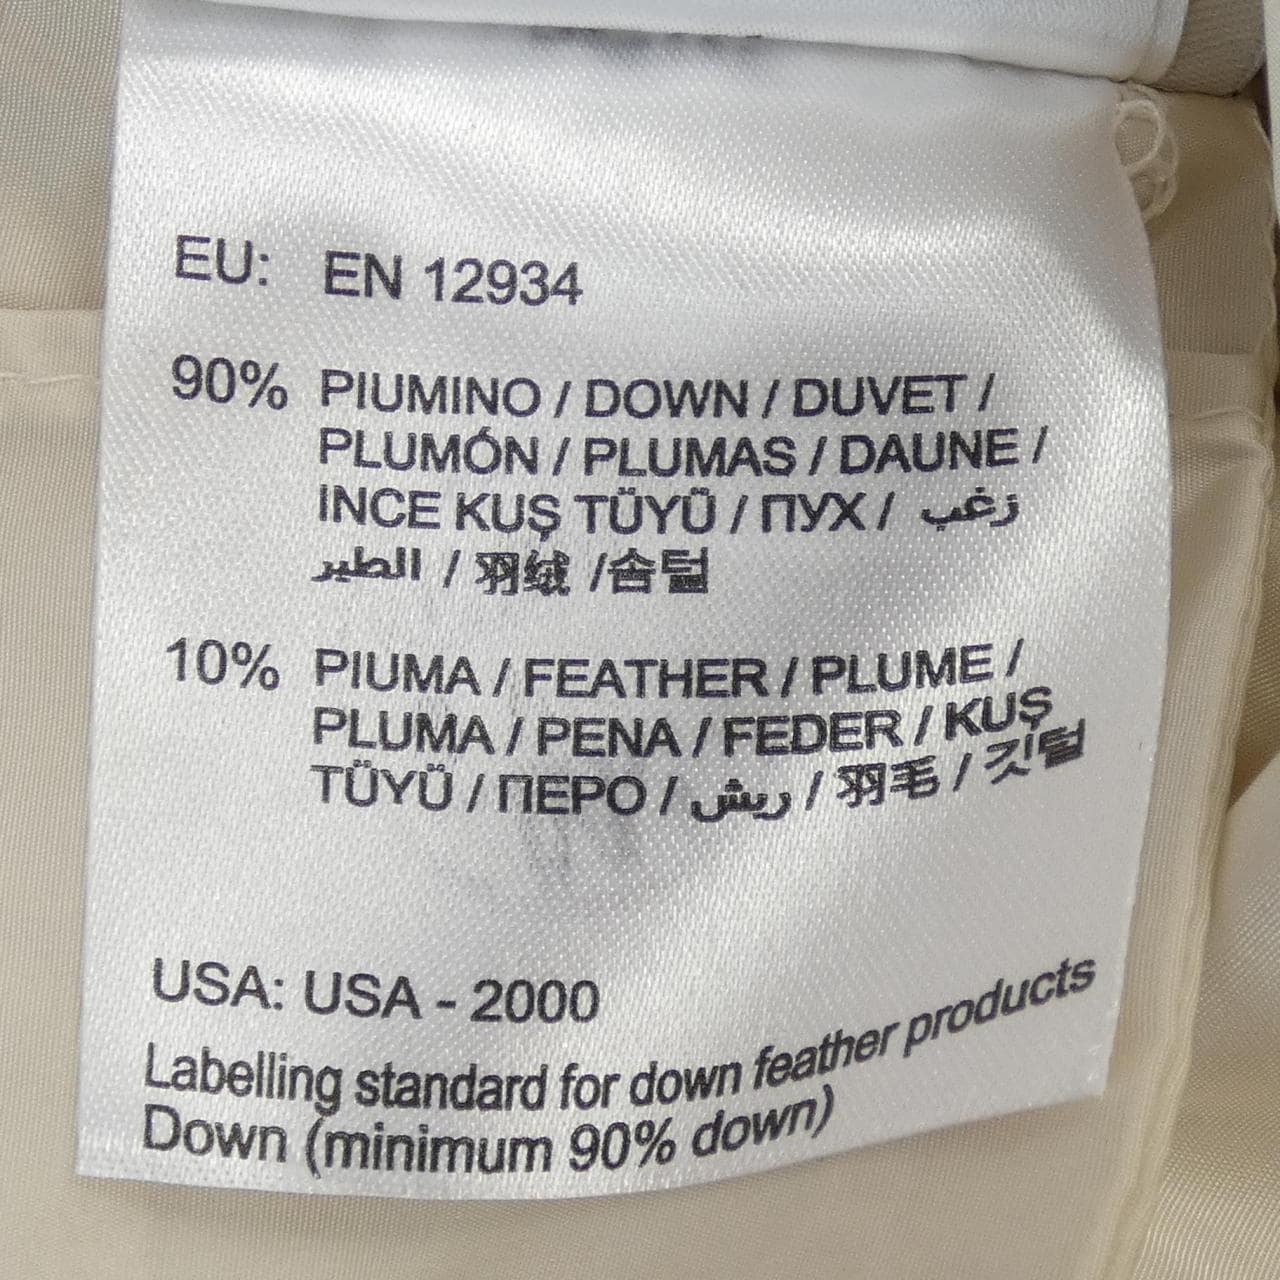 EU: EN 12934
90% PIUMINO / DOWN / DUVET /
PLUMÓN / PLUMAS / DAUNE /
INCE KUŞ TÜYÜ / ПУХ / زغب
الطير / 羽绒 /솜털
10% PIUMA / FEATHER / PLUME /
PLUMA / PENA / FEDER / KUŞ
TÜYÜ / ПЕРО / ريش / 羽毛 / 깃털
USA: USA - 2000
Labelling standard for down feather products
Down (minimum 90% down)